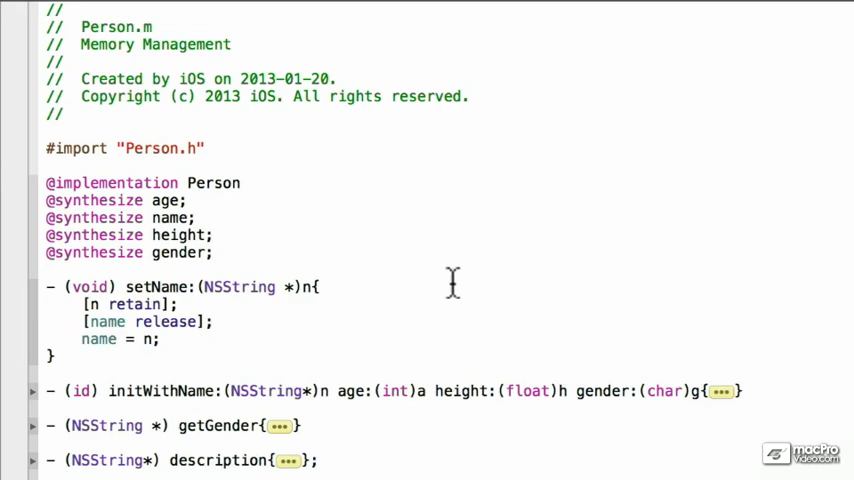 //
//  Person.m
//  Memory Management
//
//  Created by iOS on 2013-01-20.
//  Copyright (c) 2013 iOS. All rights reserved.
//
#import "Person.h"
@implementation Person
@synthesize age;
@synthesize name;
@synthesize height;
@synthesize gender;
- (void) setName:(NSString *)n{
    [n retain];
    [name release];
    name = n;
}
- (id) initWithName:(NSString*)n age:(int)a height:(float)h gender:(char)g{...}
- (NSString *) getGender{...}
- (NSString*) description{...};
macPro
Video.com